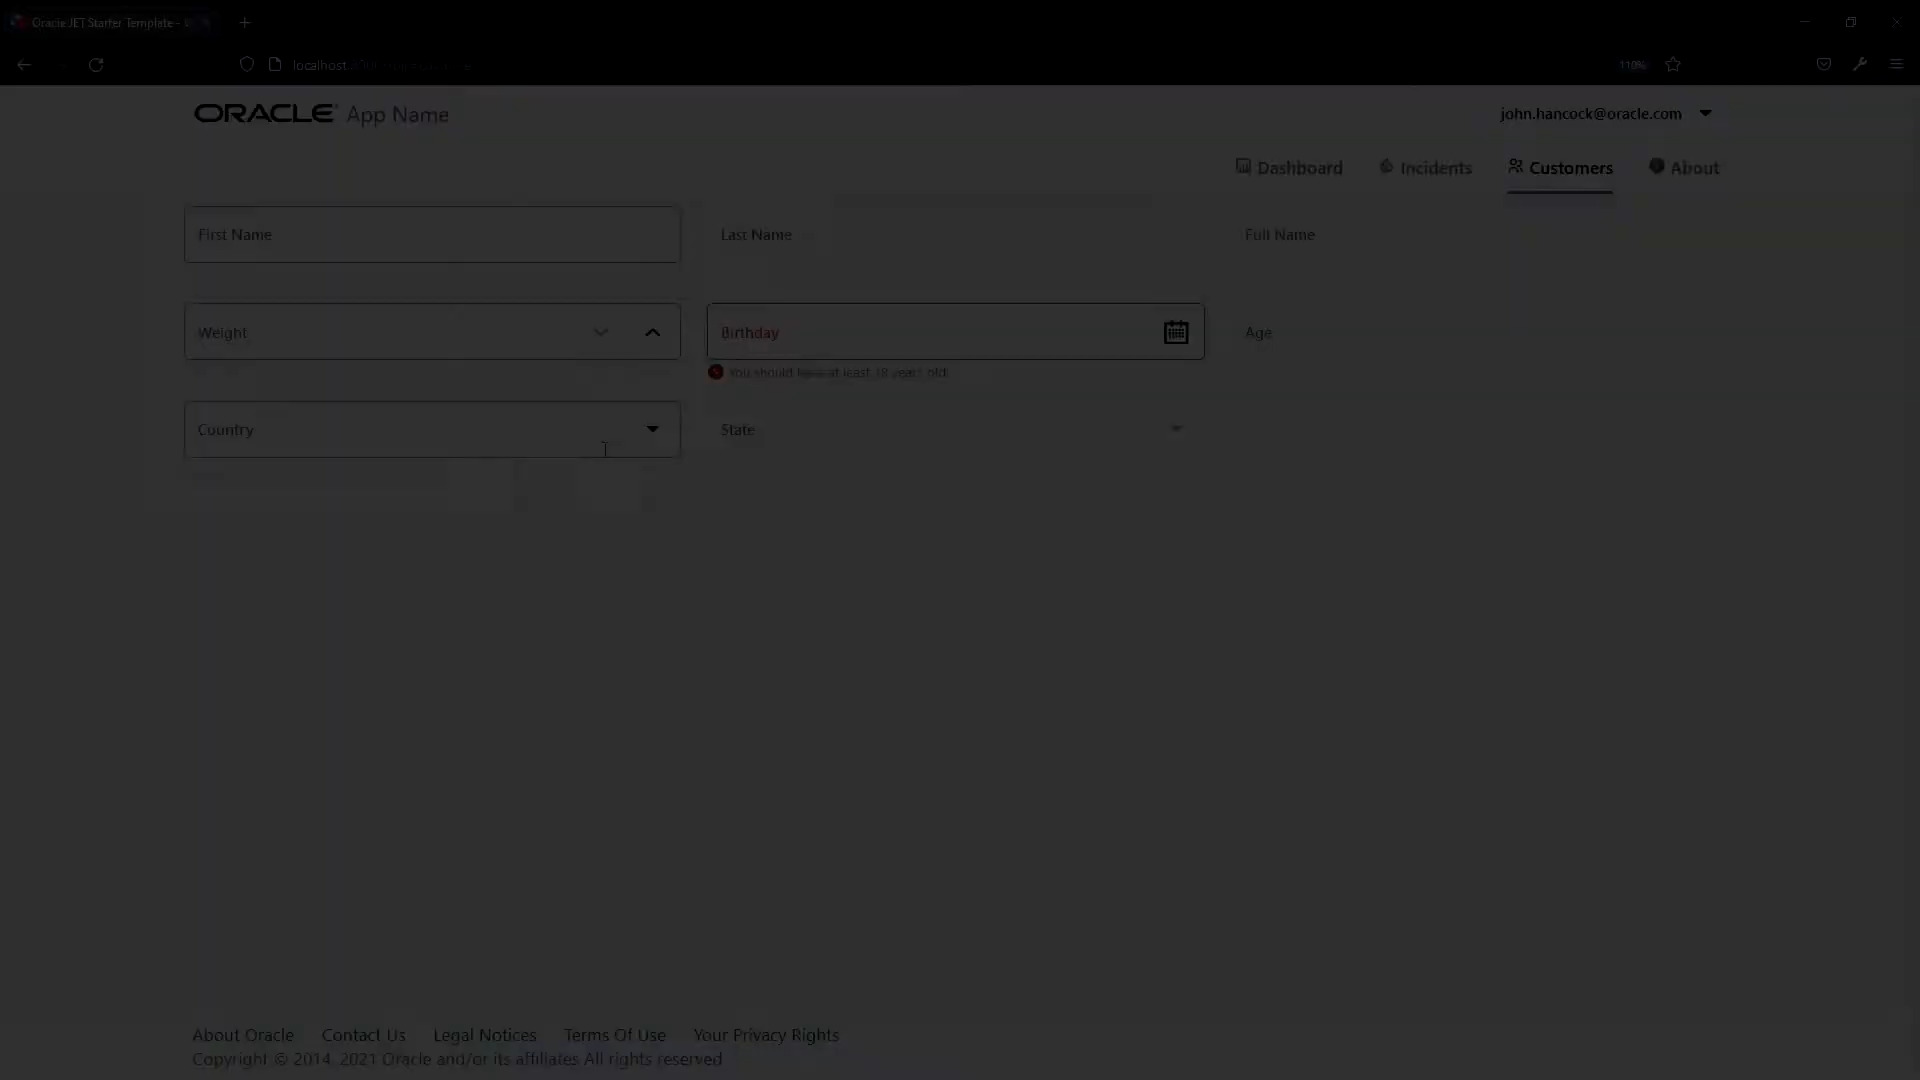 Oracle JET Starter Template -
localhost
110%
ORACLE App Name
john.hancock@oracle.com
Dashboard
Incidents
Customers
About
First Name
Last Name
Full Name
Weight
Birthday
Age
You should have at least 18 years old
Country
State
About Oracle Contact Us Legal Notices Terms Of Use Your Privacy Rights
Copyright © 2014, 2021 Oracle and/or its affiliates All rights reserved